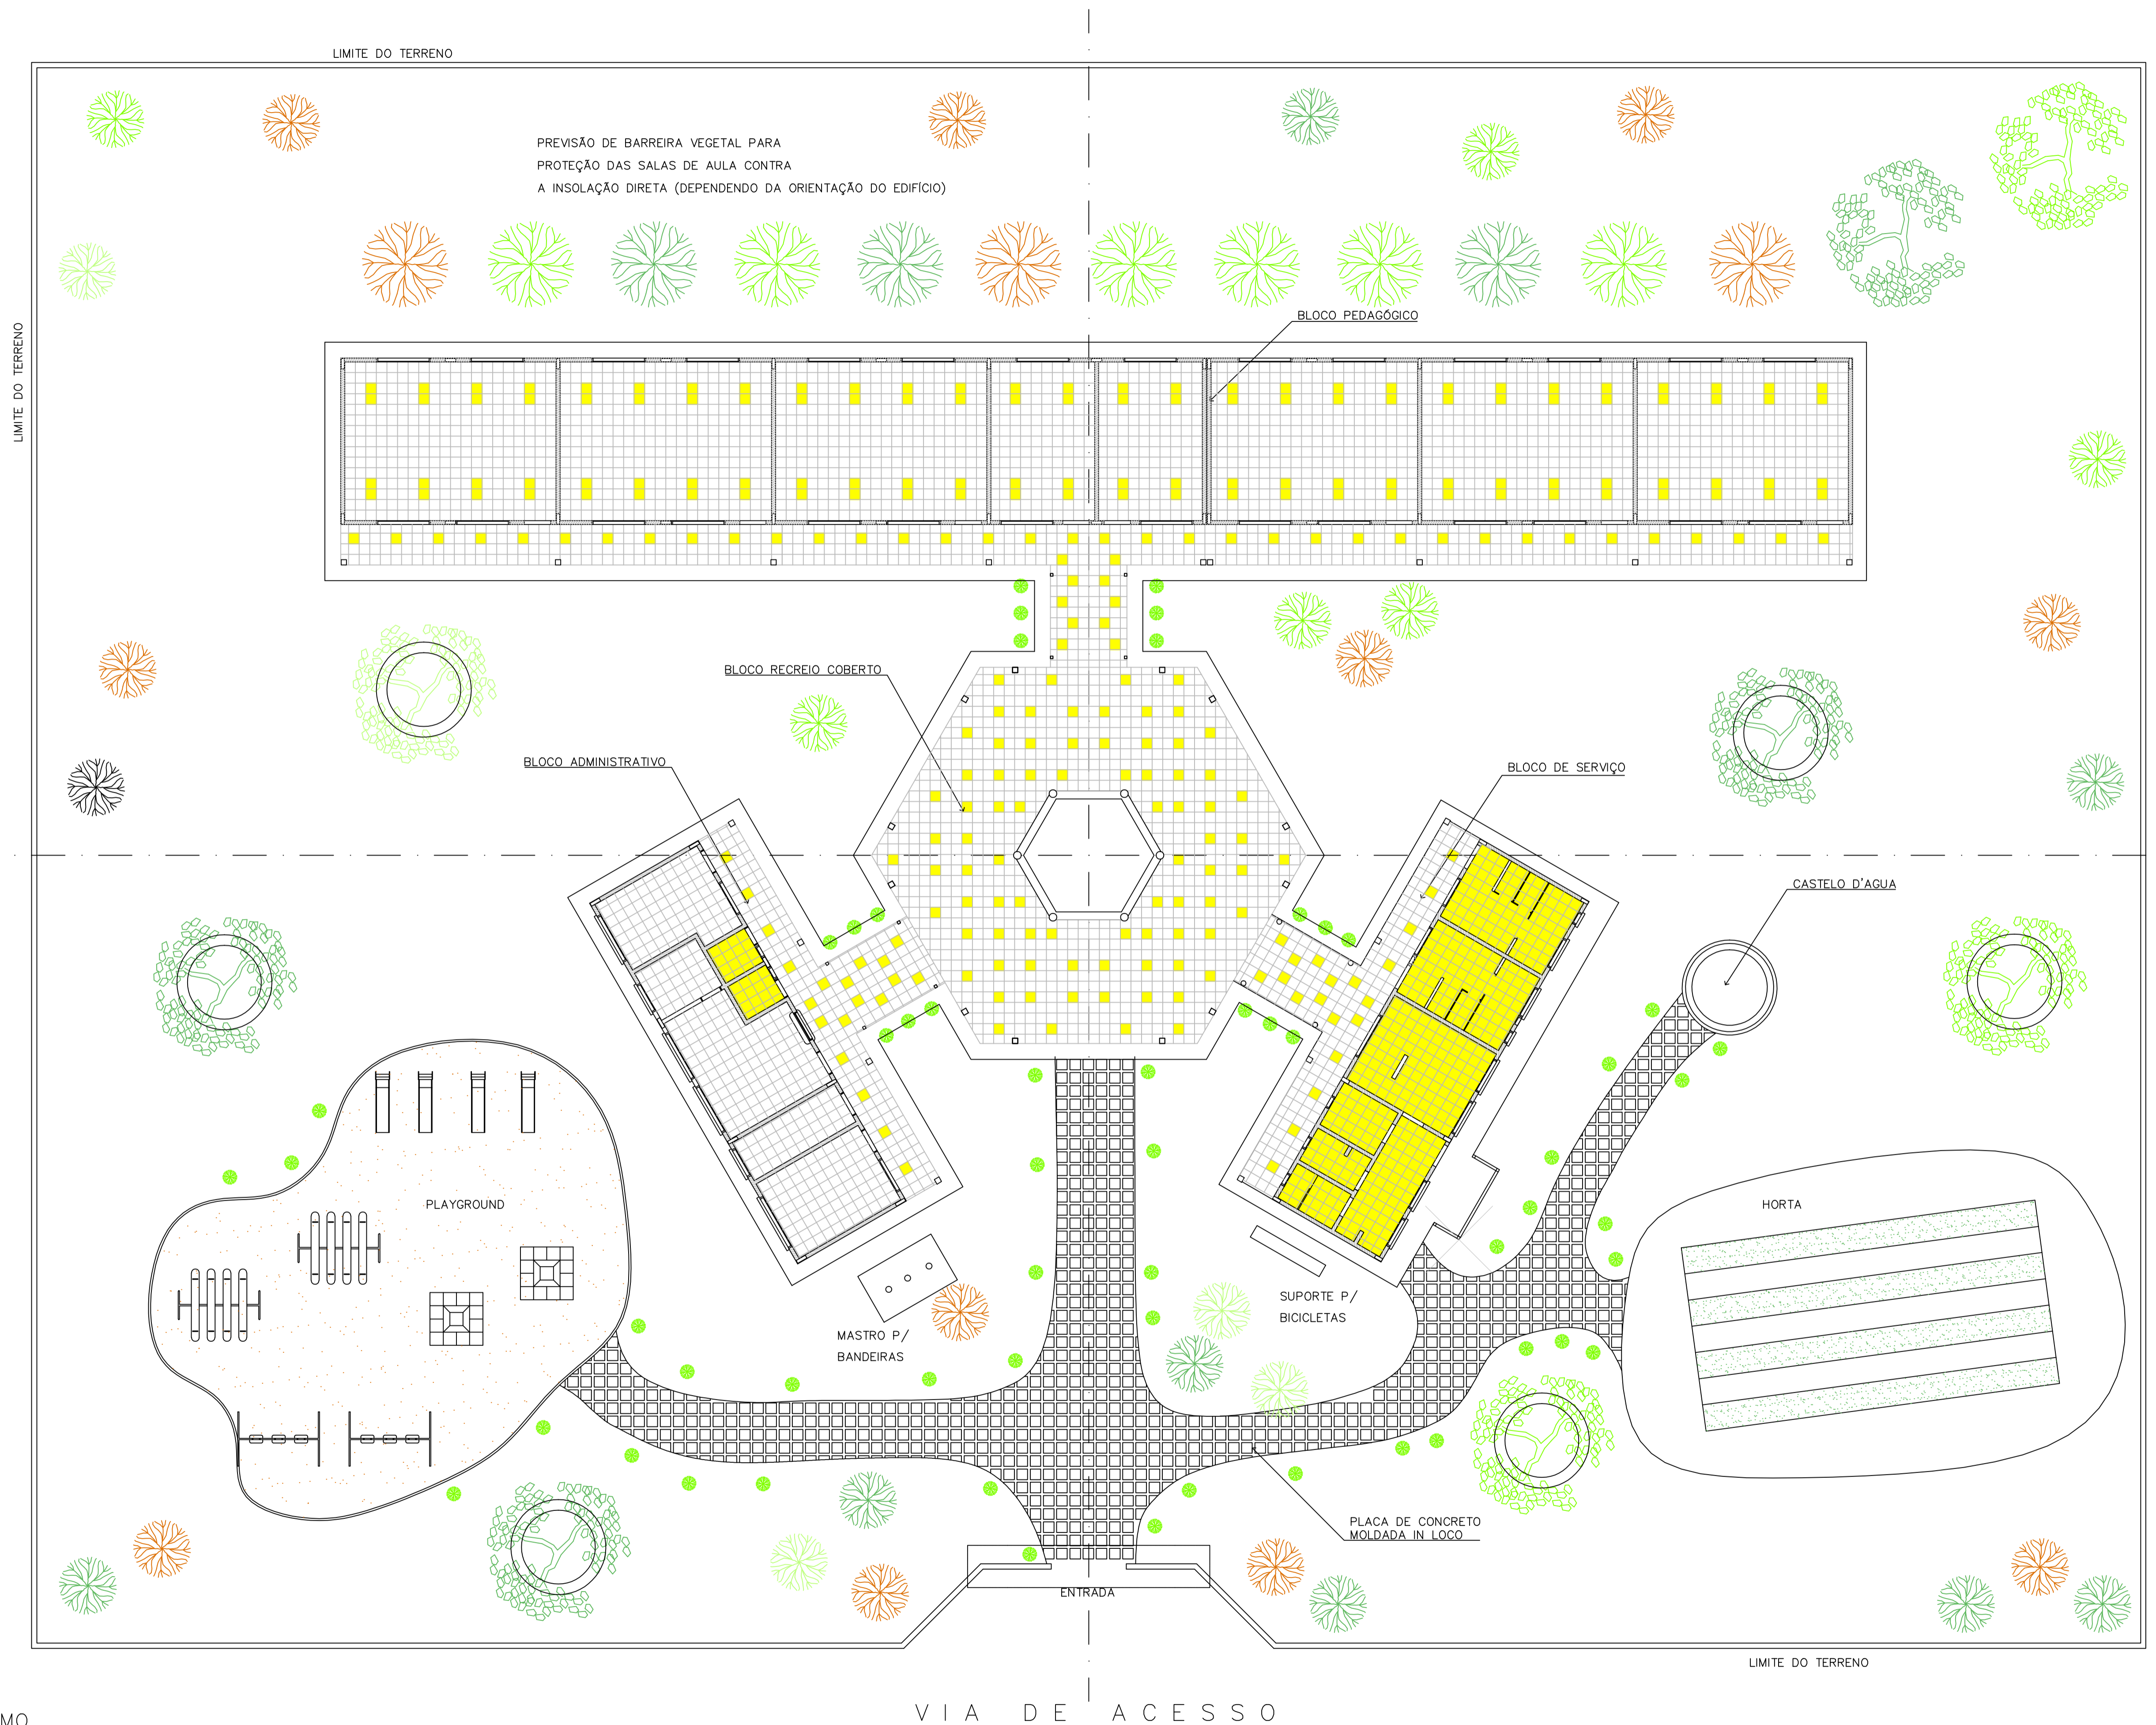 LIMITE DO TERRENO
PREVISÃO DE BARREIRA VEGETAL PARA
PROTEÇÃO DAS SALAS DE AULA CONTRA
A INSOLAÇÃO DIRETA (DEPENDENDO DA ORIENTAÇÃO DO EDIFÍCIO)
LIMITE DO TERRENO
BLOCO PEDAGÓGICO
BLOCO RECREIO COBERTO
BLOCO ADMINISTRATIVO
BLOCO DE SERVIÇO
CASTELO D'AGUA
PLAYGROUND
HORTA
SUPORTE P/
BICICLETAS
MASTRO P/
BANDEIRAS
PLACA DE CONCRETO
MOLDADA IN LOCO
ENTRADA
LIMITE DO TERRENO
VIA DE ACESSO
MO